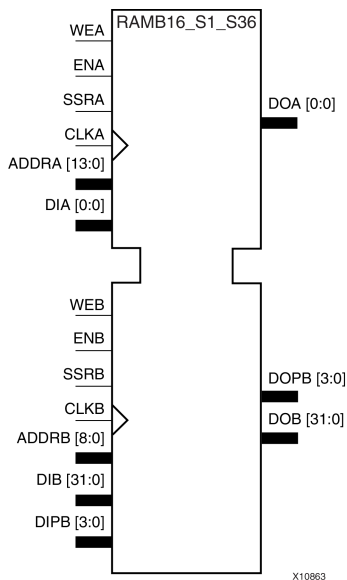 RAMB16_S1_S36
WEA
ENA
SSRA
CLKA
ADDRA [13:0]
DIA [0:0]
DOA [0:0]
WEB
ENB
SSRB
CLKB
ADDRB [8:0]
DIB [31:0]
DIPB [3:0]
DOPB [3:0]
DOB [31:0]
X10863